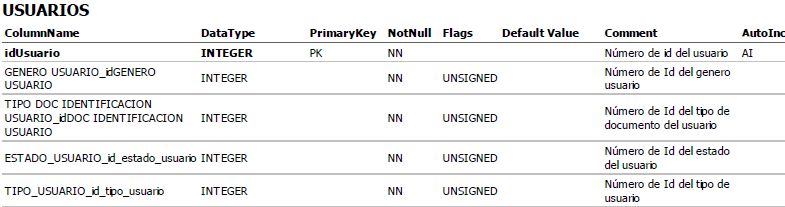 USUARIOS
ColumnName DataType PrimaryKey NotNull Flags Default Value Comment AutoInc
idUsuario INTEGER PK NN Número de id del usuario AI
GENERO USUARIO_idGENERO USUARIO INTEGER NN UNSIGNED Número de Id del genero usuario
TIPO DOC IDENTIFICACION USUARIO_idDOC IDENTIFICACION USUARIO INTEGER NN UNSIGNED Número de Id del tipo de documento del usuario
ESTADO_USUARIO_id_estado_usuario INTEGER NN UNSIGNED Número de Id del estado del usuario
TIPO_USUARIO_id_tipo_usuario INTEGER NN UNSIGNED Número de Id del tipo de usuario